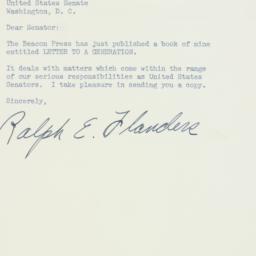 United States Senate
Washington, D. C.
Dear Senator:
The Beacon Press has just published a book of mine
entitled LETTER TO A GENERATION.
It deals with matters which come within the range
of our serious responsibilities as United States
Senators. I take pleasure in sending you a copy.
Sincerely,
Ralph E. Flanders